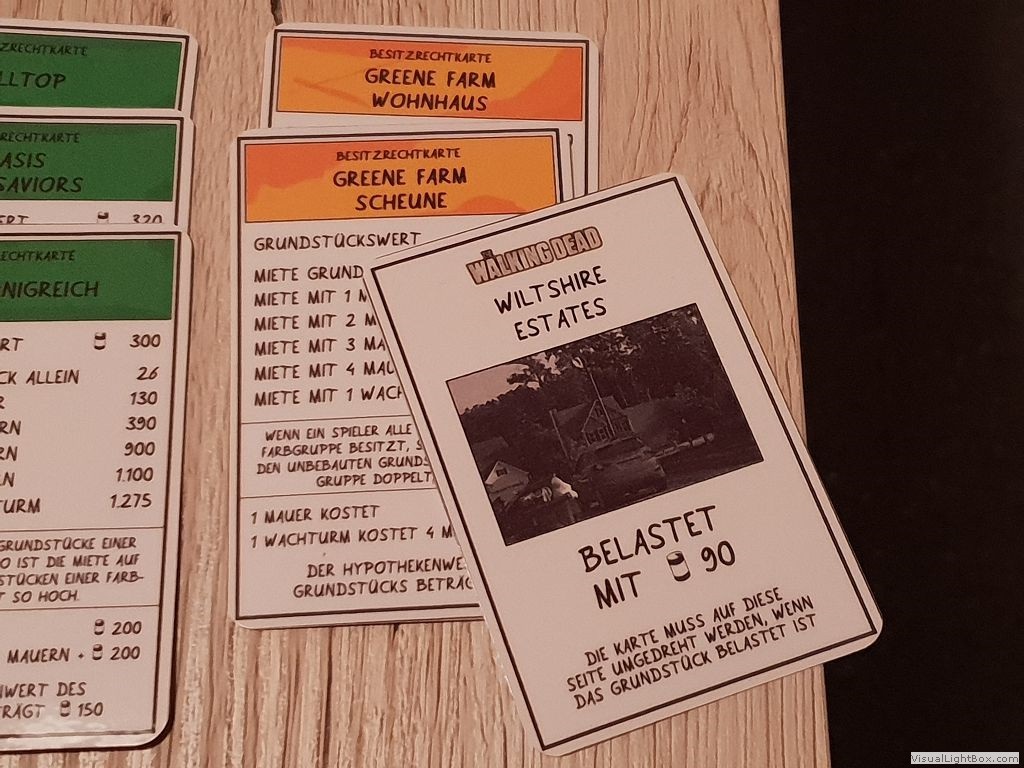 BESITZRECHTKARTE
GREENE FARM
WOHNHAUS
BESITZRECHTKARTE
GREENE FARM
SCHEUNE
GRUNDSTÜCKSWERT
MIETE GRUND
MIETE MIT 1 M
MIETE MIT 2 M
MIETE MIT 3 MA
MIETE MIT 4 MAU
MIETE MIT 1 WACH
WENN EIN SPIELER ALLE
FARBGRUPPE BESITZT, S
DEN UNBEBAUTEN GRUNDS
GRUPPE DOPPELT
1 MAUER KOSTET
1 WACHTURM KOSTET 4 M
DER HYPOTHEKENWE
GRUNDSTÜCKS BETRÄG
THE WALKING DEAD
WILTSHIRE
ESTATES
BELASTET
MIT 90
DIE KARTE MUSS AUF DIESE
SEITE UMGEDREHT WERDEN, WENN
DAS GRUNDSTÜCK BELASTET IST
ZRECHTKARTE
LLTOP
RECHTKARTE
ASIS
SAVIORS
ERT 320
RECHTKARTE
NIGREICH
RT 300
CK ALLEIN 26
R 130
RN 390
RN 900
N 1.100
TURM 1.275
GRUNDSTÜCKE EINER
O IST DIE MIETE AUF
STÜCKEN EINER FARB-
T SO HOCH.
200
MAUERN + 200
NWERT DES
TRÄGT 150
VisualLightBox.com